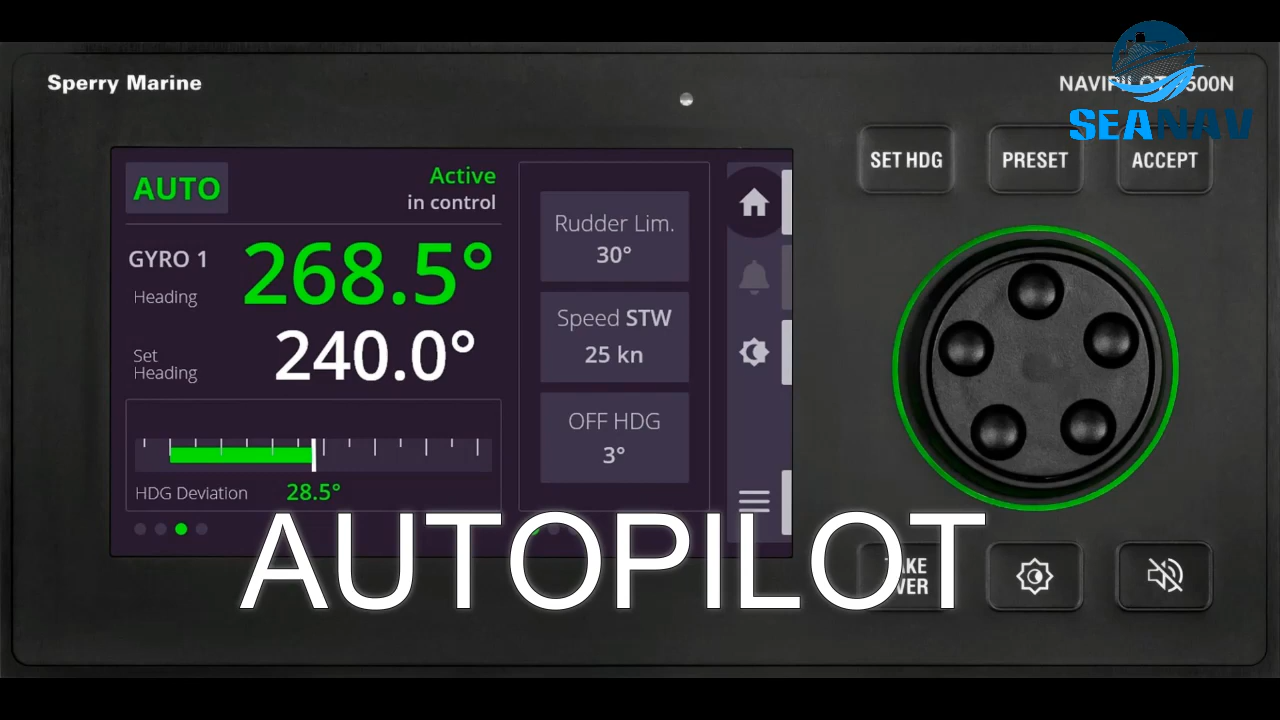 Sperry Marine
SEANAV
SET HDG
PRESET
ACCEPT
AUTO
Active
in control
GYRO 1
Heading
268.5°
Set
Heading
240.0°
HDG Deviation
28.5°
Rudder Lim.
30°
Speed STW
25 kn
OFF HDG
3°
AUTOPILOT